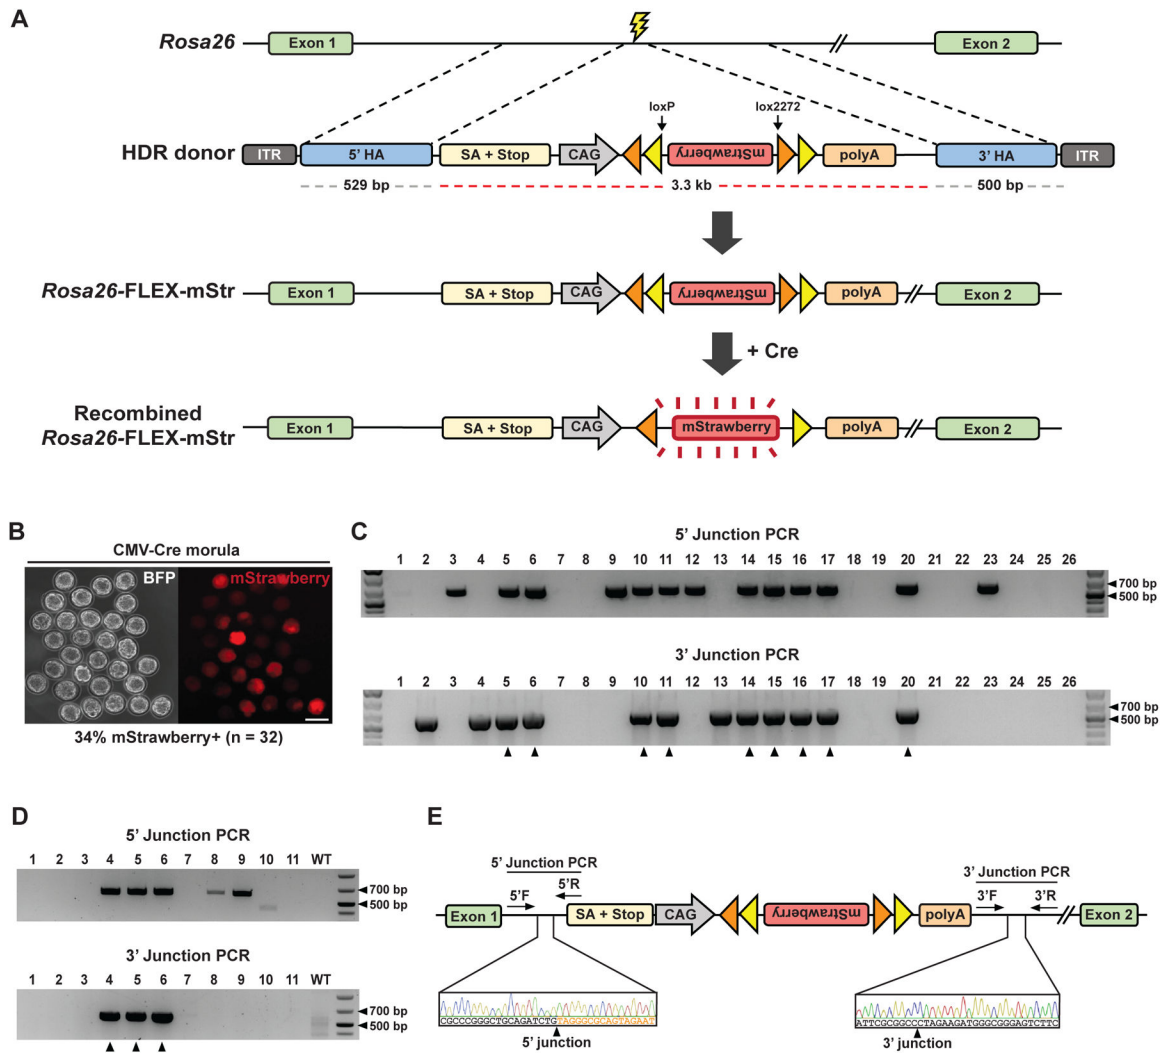 A
Rosa26
Exon 1
Exon 2
loxP
lox2272
HDR donor
ITR
5' HA
SA + Stop
CAG
mStrawberry
polyA
3' HA
ITR
529 bp
3.3 kb
500 bp
Rosa26-FLEX-mStr
Exon 1
SA + Stop
CAG
mStrawberry
polyA
Exon 2
+ Cre
Recombined
Rosa26-FLEX-mStr
Exon 1
SA + Stop
CAG
mStrawberry
polyA
Exon 2
B
CMV-Cre morula
BFP
mStrawberry
34% mStrawberry+ (n = 32)
C
5' Junction PCR
1 2 3 4 5 6 7 8 9 10 11 12 13 14 15 16 17 18 19 20 21 22 23 24 25 26
700 bp
500 bp
3' Junction PCR
1 2 3 4 5 6 7 8 9 10 11 12 13 14 15 16 17 18 19 20 21 22 23 24 25 26
700 bp
500 bp
D
5' Junction PCR
1 2 3 4 5 6 7 8 9 10 11 WT
700 bp
500 bp
3' Junction PCR
1 2 3 4 5 6 7 8 9 10 11 WT
700 bp
500 bp
E
5' Junction PCR
5'F
5'R
3' Junction PCR
3'F
3'R
Exon 1
SA + Stop
CAG
mStrawberry
polyA
Exon 2
CGCCCGGGCTGCAGATCTGTAGGGCGCAGTAGAAT
5' junction
ATTCGCGGCCCTAGAAGATGGGCGGGAGTCTTC
3' junction